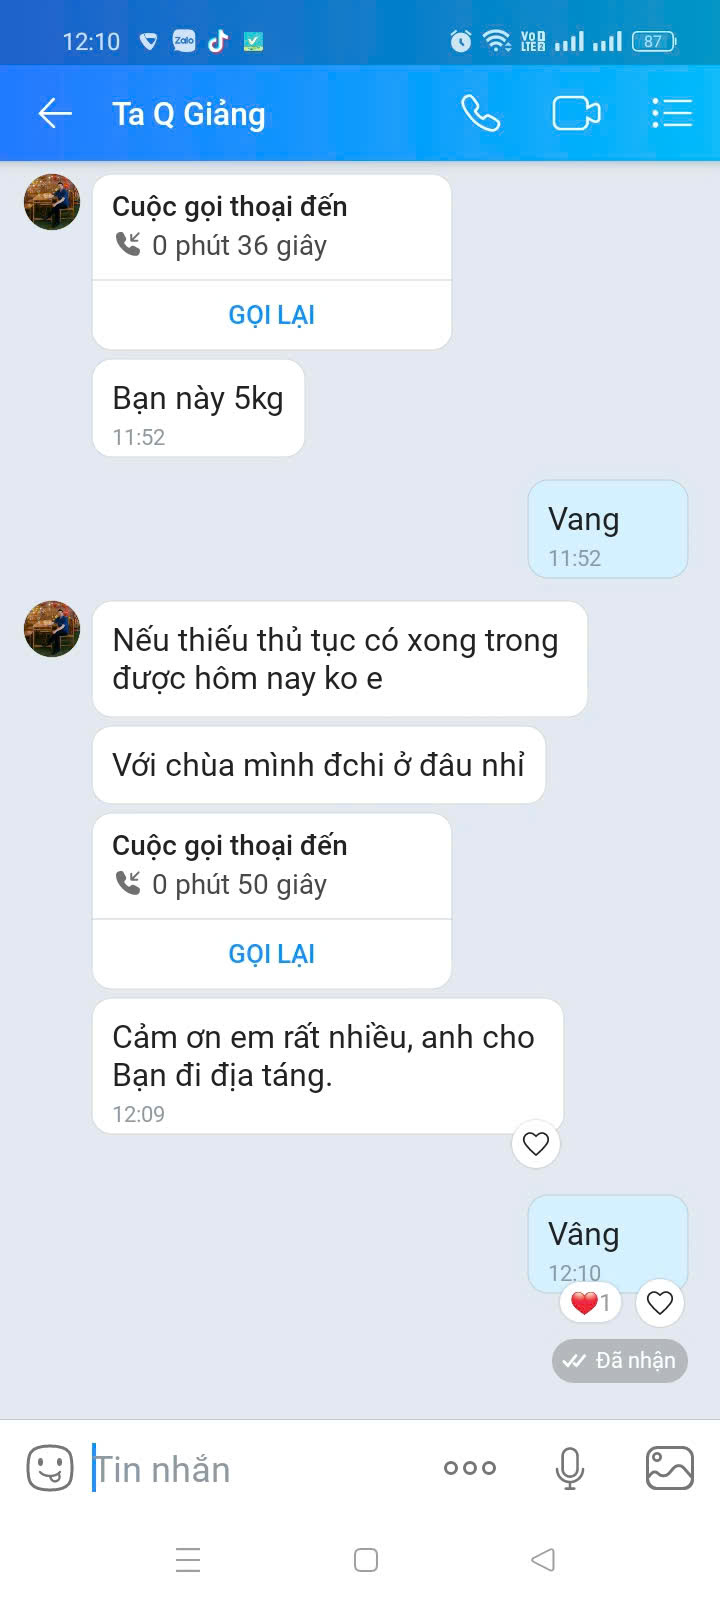 12:10
Zalo
VoD
LTE2
87
Ta Q Giảng
Cuộc gọi thoại đến
0 phút 36 giây
GỌI LẠI
Bạn này 5kg
11:52
Vang
11:52
Nếu thiếu thủ tục có xong trong
được hôm nay ko e
Với chùa mình đchi ở đâu nhỉ
Cuộc gọi thoại đến
0 phút 50 giây
GỌI LẠI
Cảm ơn em rất nhiều, anh cho
Bạn đi địa táng.
12:09
Vâng
12:10
1
Đã nhận
Tin nhắn